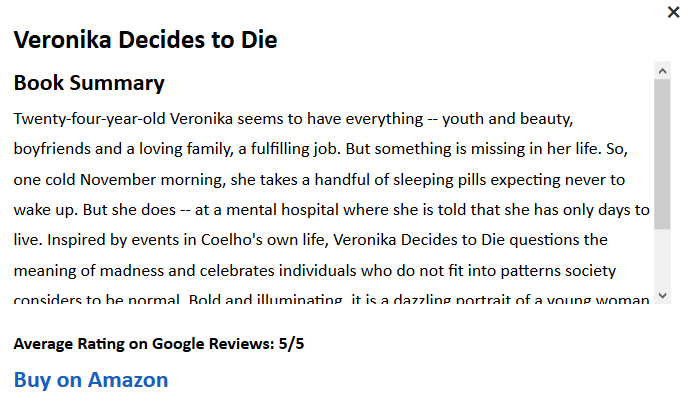 Veronika Decides to Die
Book Summary
Twenty-four-year-old Veronika seems to have everything -- youth and beauty,
boyfriends and a loving family, a fulfilling job. But something is missing in her life. So,
one cold November morning, she takes a handful of sleeping pills expecting never to
wake up. But she does -- at a mental hospital where she is told that she has only days to
live. Inspired by events in Coelho's own life, Veronika Decides to Die questions the
meaning of madness and celebrates individuals who do not fit into patterns society
considers to be normal. Bold and illuminating, it is a dazzling portrait of a young woman
Average Rating on Google Reviews: 5/5
Buy on Amazon